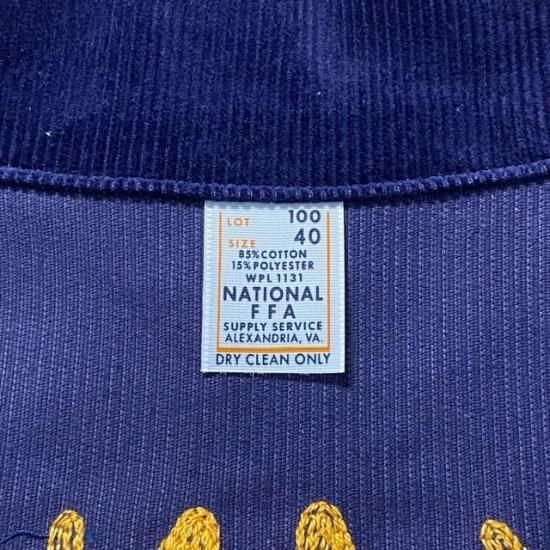 LOT 100
SIZE 40
85%COTTON
15%POLYESTER
WPL 1131
NATIONAL
FFA
SUPPLY SERVICE
ALEXANDRIA, VA.
DRY CLEAN ONLY